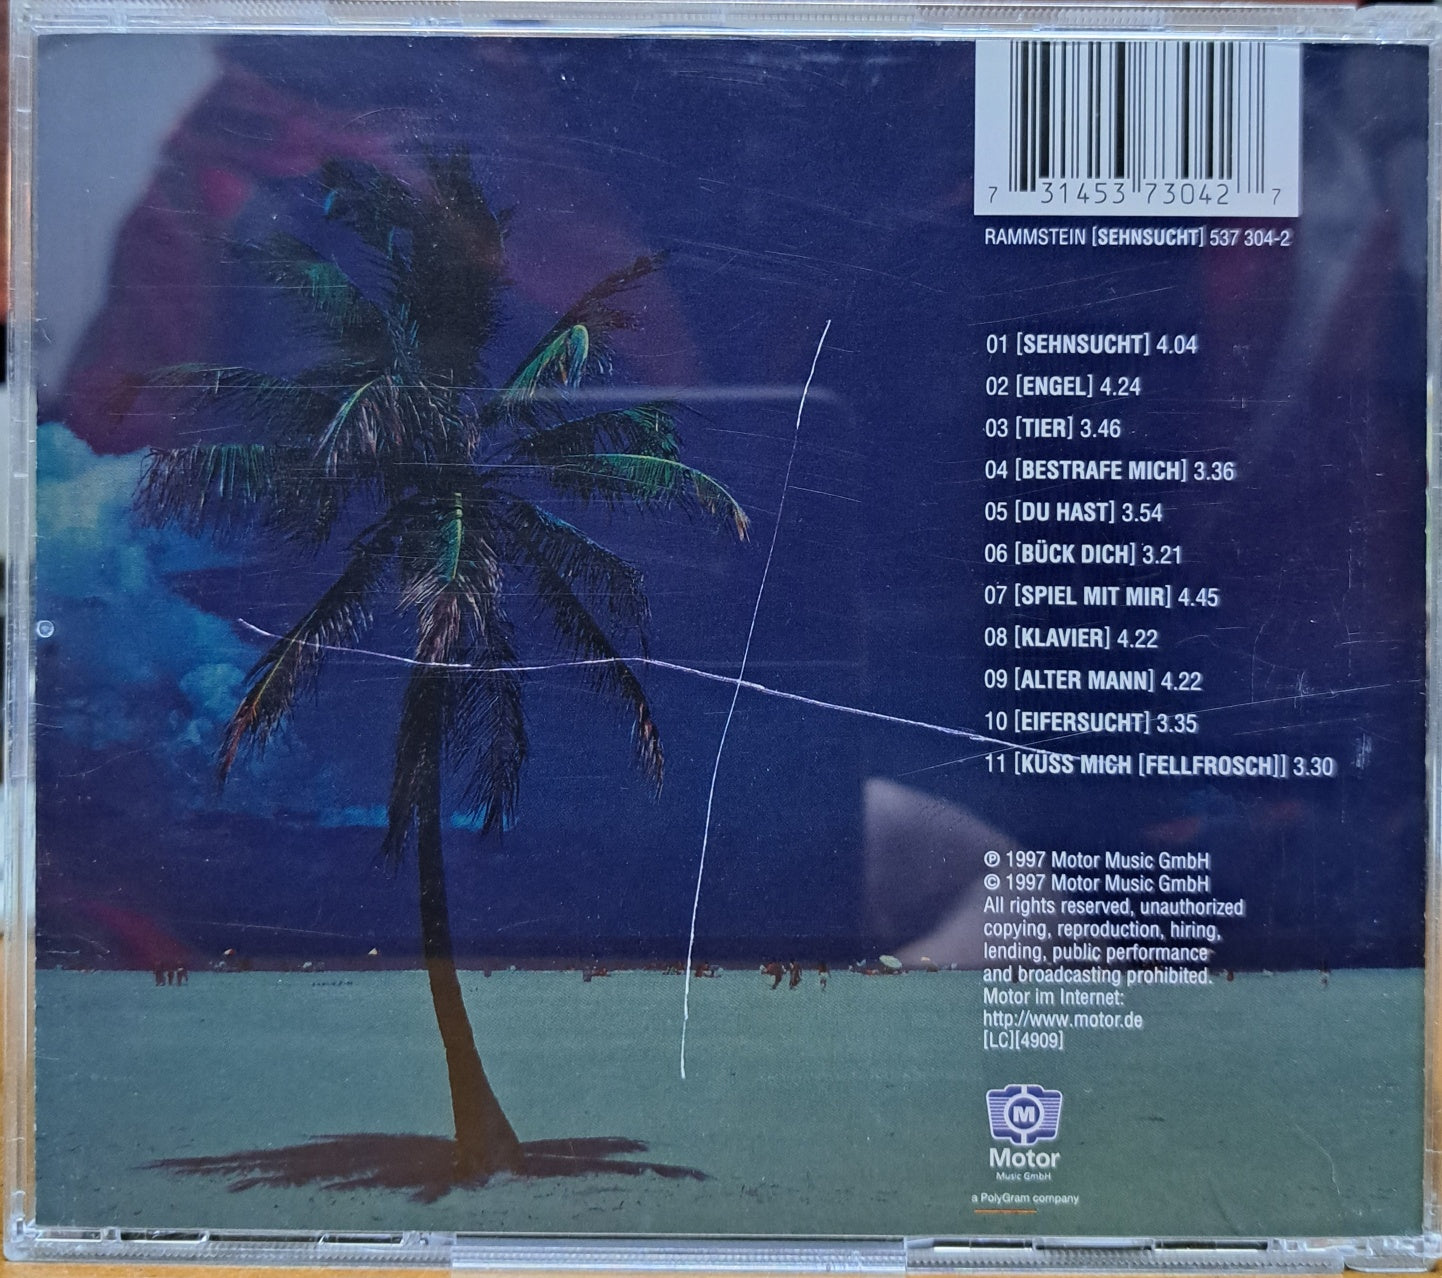 7 31453 73042 7
RAMMSTEIN [SEHNSUCHT] 537 304-2
01 [SEHNSUCHT] 4.04
02 [ENGEL] 4.24
03 [TIER] 3.46
04 [BESTRAFE MICH] 3.36
05 [DU HAST] 3.54
06 [BÜCK DICH] 3.21
07 [SPIEL MIT MIR] 4.45
08 [KLAVIER] 4.22
09 [ALTER MANN] 4.22
10 [EIFERSUCHT] 3.35
11 [KÜSS MICH [FELLFROSCH]] 3.30
℗ 1997 Motor Music GmbH
© 1997 Motor Music GmbH
All rights reserved, unauthorized
copying, reproduction, hiring,
lending, public performance
and broadcasting prohibited.
Motor im Internet:
http://www.motor.de
[LC][4909]
M
Motor
Music GmbH
a PolyGram company